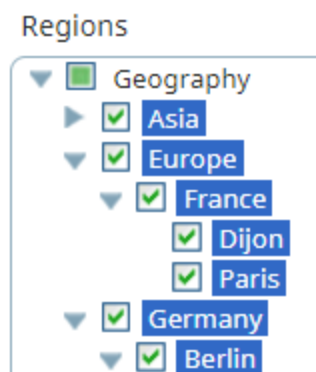 Regions
Geography
Asia
Europe
France
Dijon
Paris
Germany
Berlin